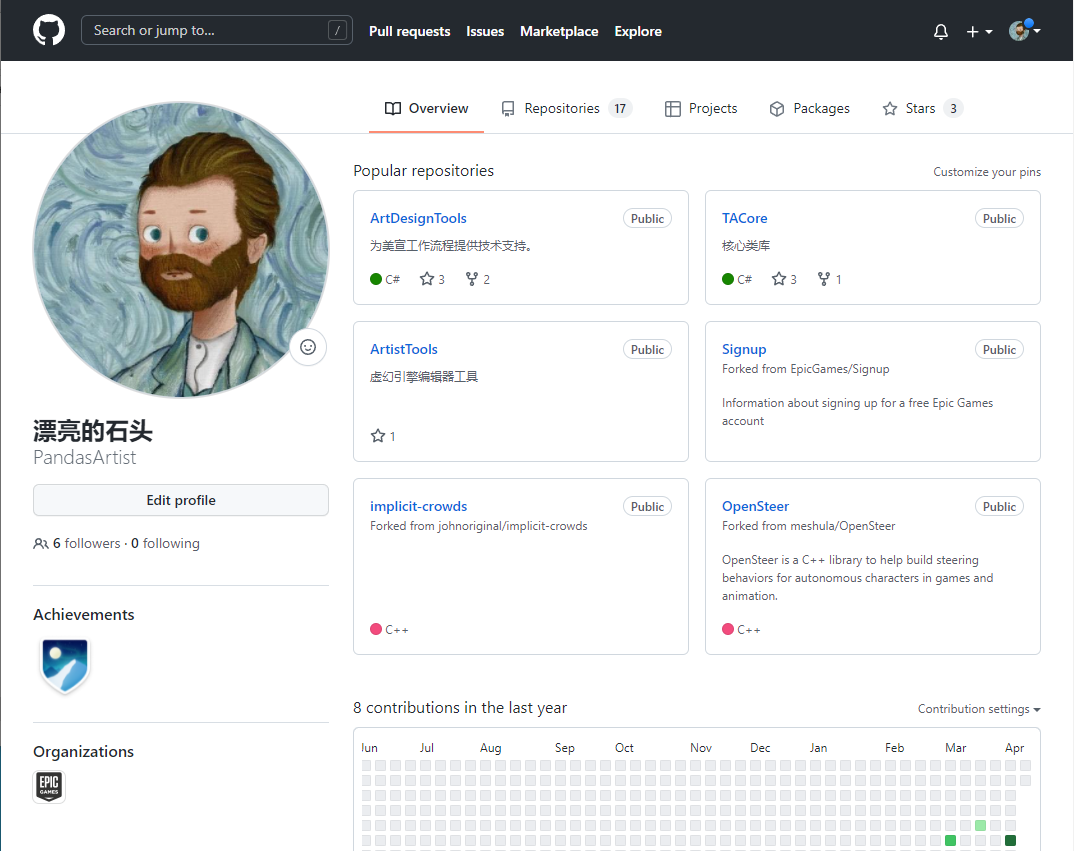 Search or jump to...
/
Pull requests
Issues
Marketplace
Explore
Overview
Repositories 17
Projects
Packages
Stars 3
漂亮的石头
PandasArtist
Edit profile
6 followers · 0 following
Achievements
Organizations
EPIC
GAMES
Popular repositories
Customize your pins
ArtDesignTools Public
为美宣工作流程提供技术支持。
C# 3 2
TACore Public
核心类库
C# 3 1
ArtistTools Public
虚幻引擎编辑器工具
1
Signup Public
Forked from EpicGames/Signup
Information about signing up for a free Epic Games
account
implicit-crowds Public
Forked from johnoriginal/implicit-crowds
C++
OpenSteer Public
Forked from meshula/OpenSteer
OpenSteer is a C++ library to help build steering
behaviors for autonomous characters in games and
animation.
C++
8 contributions in the last year
Contribution settings
Jun Jul Aug Sep Oct Nov Dec Jan Feb Mar Apr